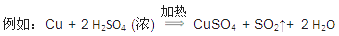 例如：Cu + 2 H₂SO₄ (浓) 加热 ⇒ CuSO₄ + SO₂↑+ 2 H₂O